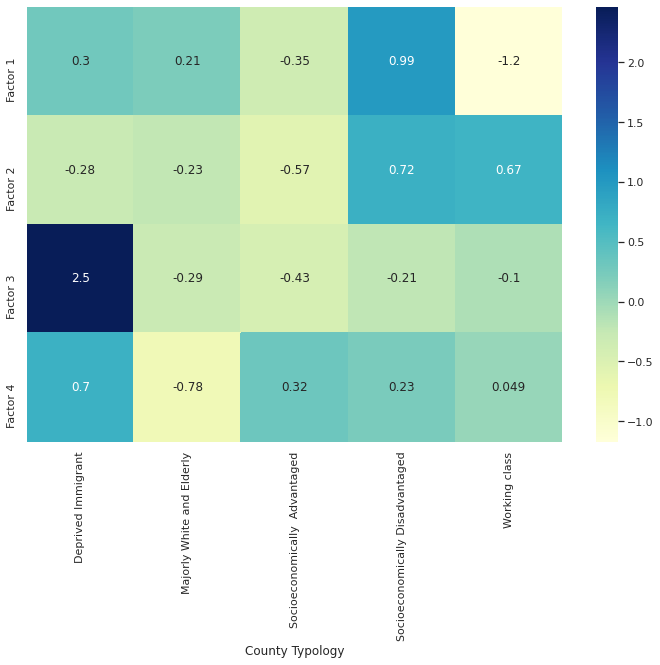 Factor 1
0.3
0.21
-0.35
0.99
-1.2
Factor 2
-0.28
-0.23
-0.57
0.72
0.67
Factor 3
2.5
-0.29
-0.43
-0.21
-0.1
Factor 4
0.7
-0.78
0.32
0.23
0.049
Deprived Immigrant
Majorly White and Elderly
Socioeconomically  Advantaged
Socioeconomically Disadvantaged
Working class
County Typology
2.0
1.5
1.0
0.5
0.0
−0.5
−1.0